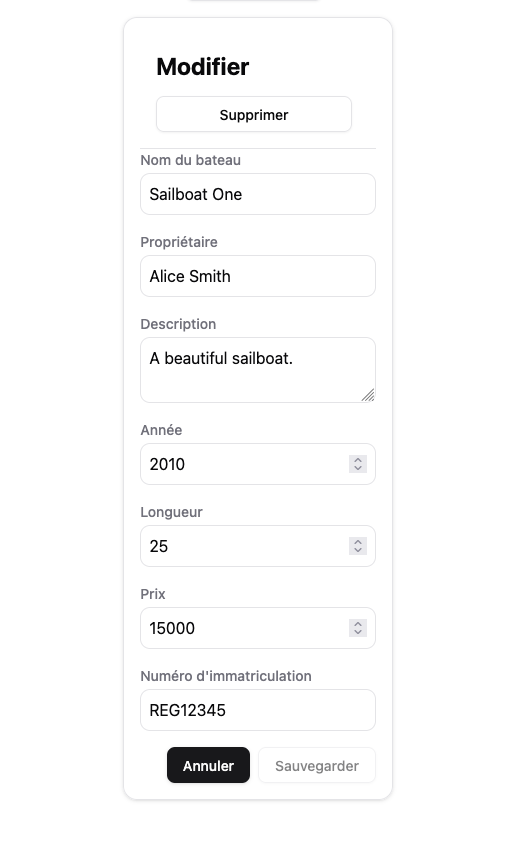 Modifier
Supprimer
Nom du bateau
Sailboat One
Propriétaire
Alice Smith
Description
A beautiful sailboat.
Année
2010
Longueur
25
Prix
15000
Numéro d'immatriculation
REG12345
Annuler Sauvegarder